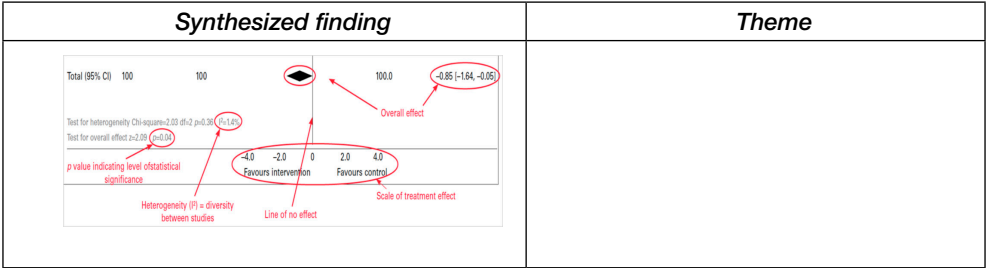 Synthesized finding
Theme
Total (95% CI) 100 100 100.0 –0.85 [–1.64, –0.05]
Overall effect
Test for heterogeneity Chi-square=2.03 df=2 p=0.36 I²=1.4%
Test for overall effect z=2.09 p=0.04
–4.0 –2.0 0 2.0 4.0
Favours intervention Favours control
p value indicating level ofstatistical
significance
Scale of treatment effect
Heterogeneity (I²) = diversity
between studies
Line of no effect